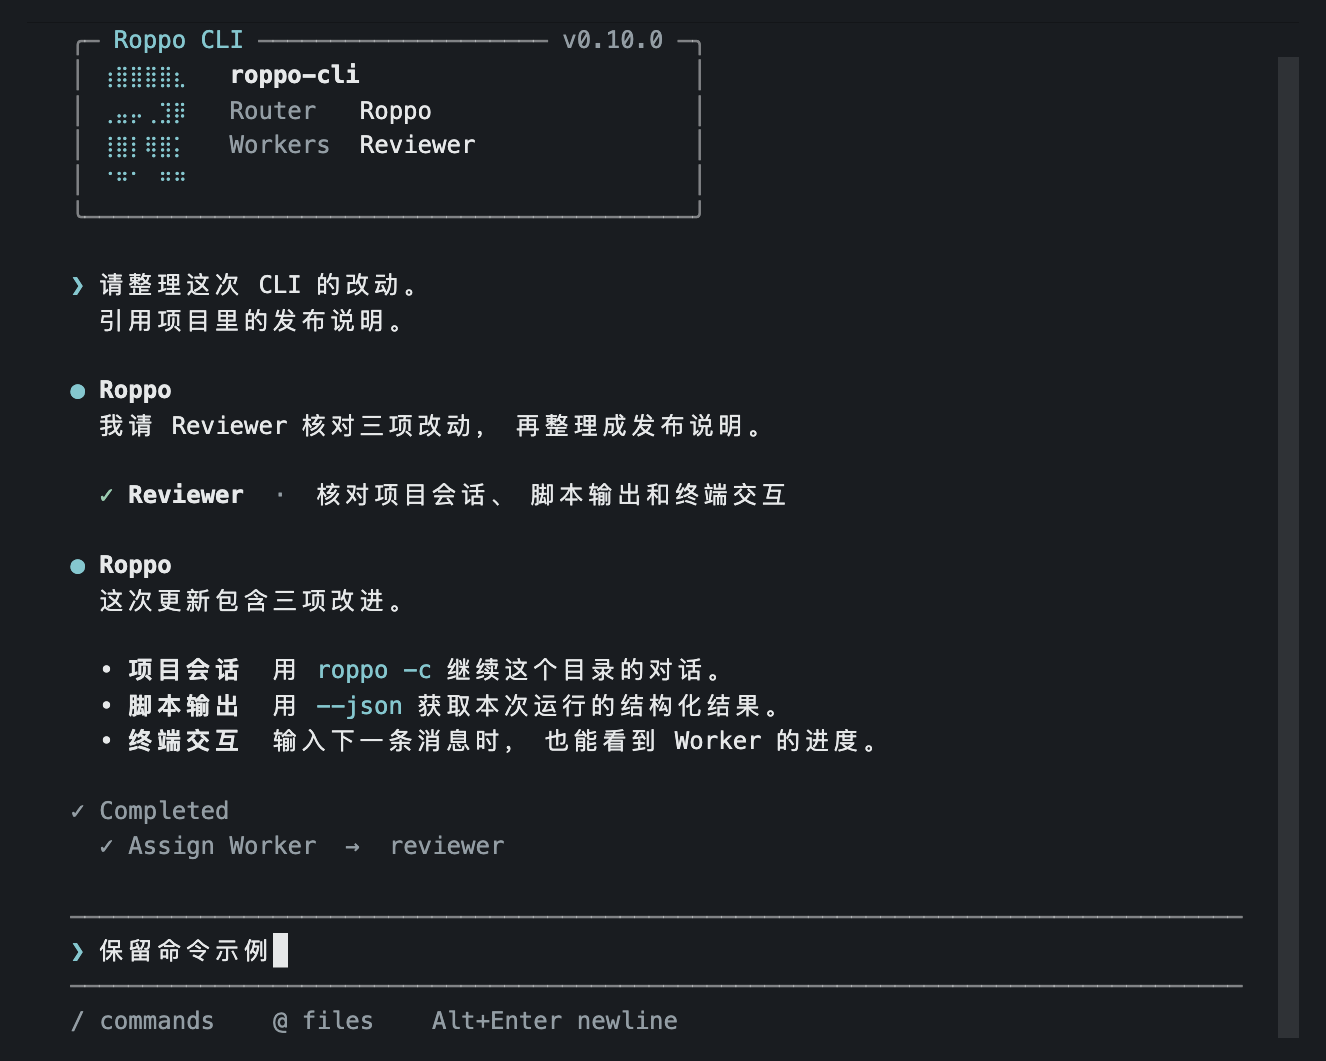 Roppo CLI v0.10.0
roppo-cli
Router Roppo
Workers Reviewer
❯ 请整理这次 CLI 的改动。
引用项目里的发布说明。
● Roppo
我请 Reviewer 核对三项改动，再整理成发布说明。
✓ Reviewer · 核对项目会话、脚本输出和终端交互
● Roppo
这次更新包含三项改进。
• 项目会话 用 roppo -c 继续这个目录的对话。
• 脚本输出 用 --json 获取本次运行的结构化结果。
• 终端交互 输入下一条消息时，也能看到 Worker 的进度。
✓ Completed
✓ Assign Worker → reviewer
❯ 保留命令示例
/ commands @ files Alt+Enter newline